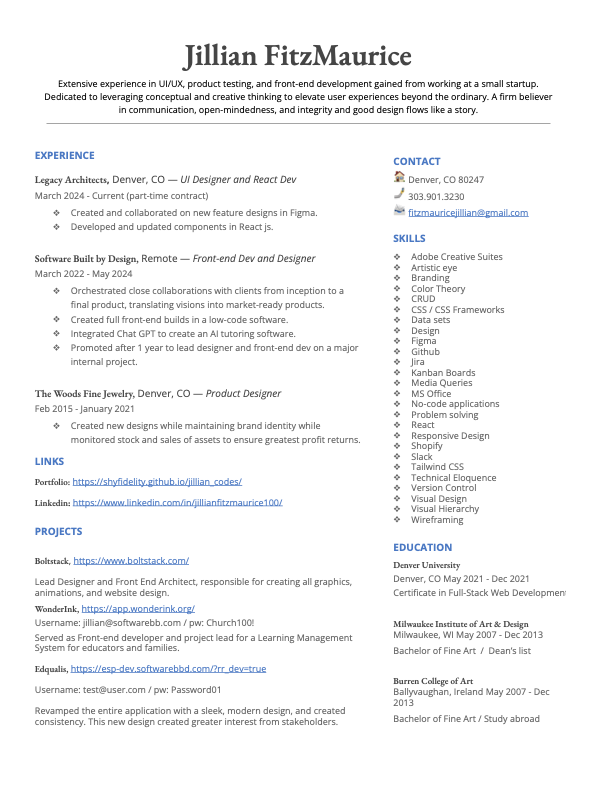 Jillian FitzMaurice
Extensive experience in UI/UX, product testing, and front-end development gained from working at a small startup.
Dedicated to leveraging conceptual and creative thinking to elevate user experiences beyond the ordinary. A firm believer
in communication, open-mindedness, and integrity and good design flows like a story.
EXPERIENCE
Legacy Architects, Denver, CO — UI Designer and React Dev
March 2024 - Current (part-time contract)
❖ Created and collaborated on new feature designs in Figma.
❖ Developed and updated components in React js.
Software Built by Design, Remote — Front-end Dev and Designer
March 2022 - May 2024
❖ Orchestrated close collaborations with clients from inception to a
final product, translating visions into market-ready products.
❖ Created full front-end builds in a low-code software.
❖ Integrated Chat GPT to create an AI tutoring software.
❖ Promoted after 1 year to lead designer and front-end dev on a major
internal project.
The Woods Fine Jewelry, Denver, CO — Product Designer
Feb 2015 - January 2021
❖ Created new designs while maintaining brand identity while
monitored stock and sales of assets to ensure greatest profit returns.
LINKS
Portfolio: https://shyfidelity.github.io/jillian_codes/
Linkedin: https://www.linkedin.com/in/jillianfitzmaurice100/
PROJECTS
Boltstack, https://www.boltstack.com/
Lead Designer and Front End Architect, responsible for creating all graphics,
animations, and website design.
WonderInk, https://app.wonderink.org/
Username: jillian@softwarebb.com / pw: Church100!
Served as Front-end developer and project lead for a Learning Management
System for educators and families.
Edqualis, https://esp-dev.softwarebbd.com/?rr_dev=true
Username: test@user.com / pw: Password01
Revamped the entire application with a sleek, modern design, and created
consistency. This new design created greater interest from stakeholders.
CONTACT
Denver, CO 80247
303.901.3230
fitzmauricejillian@gmail.com
SKILLS
❖ Adobe Creative Suites
❖ Artistic eye
❖ Branding
❖ Color Theory
❖ CRUD
❖ CSS / CSS Frameworks
❖ Data sets
❖ Design
❖ Figma
❖ Github
❖ Jira
❖ Kanban Boards
❖ Media Queries
❖ MS Office
❖ No-code applications
❖ Problem solving
❖ React
❖ Responsive Design
❖ Shopify
❖ Slack
❖ Tailwind CSS
❖ Technical Eloquence
❖ Version Control
❖ Visual Design
❖ Visual Hierarchy
❖ Wireframing
EDUCATION
Denver University
Denver, CO May 2021 - Dec 2021
Certificate in Full-Stack Web Development
Milwaukee Institute of Art & Design
Milwaukee, WI May 2007 - Dec 2013
Bachelor of Fine Art / Dean's list
Burren College of Art
Ballyvaughan, Ireland May 2007 - Dec
2013
Bachelor of Fine Art / Study abroad